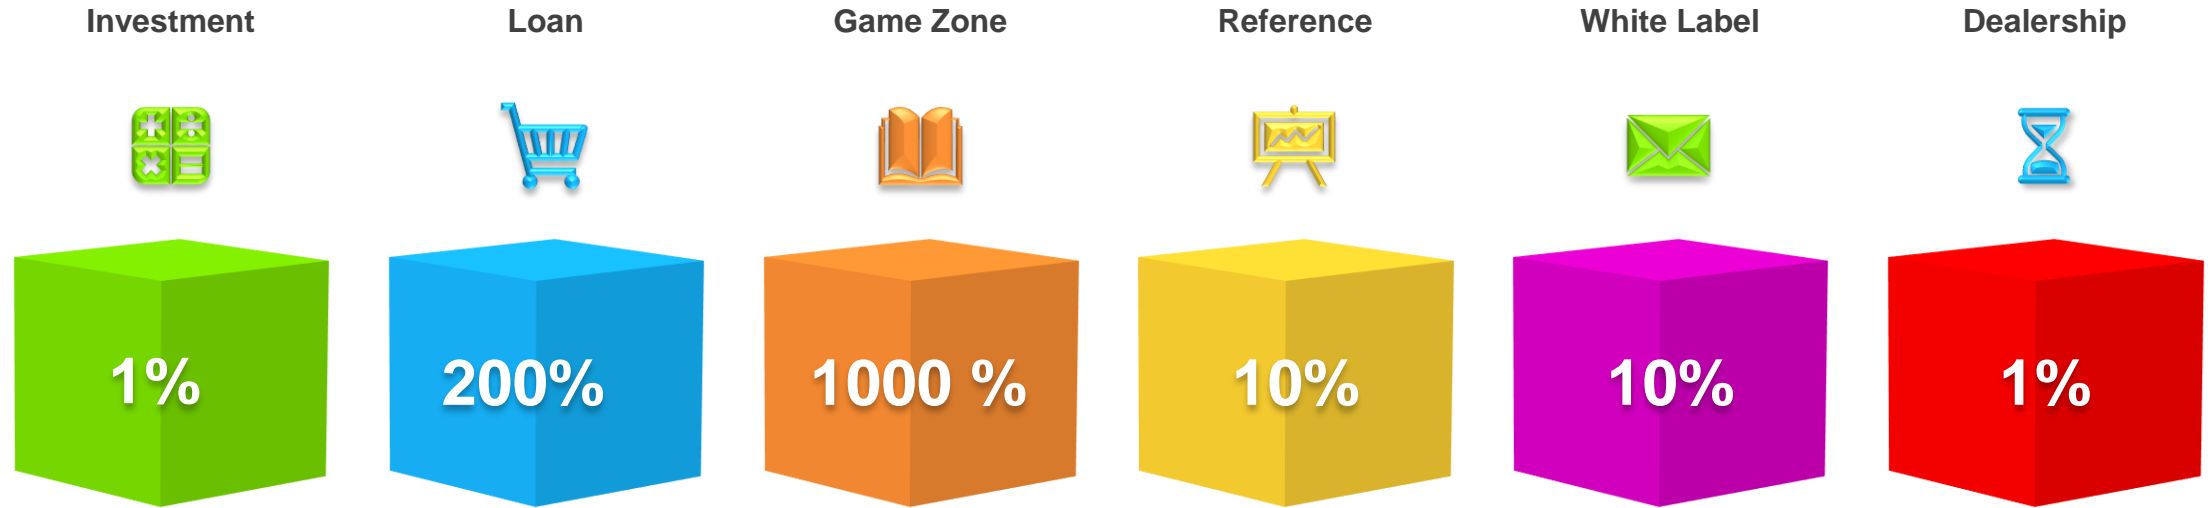 Investment Loan Game Zone Reference White Label Dealership
1% 200% 1000 % 10% 10% 1%